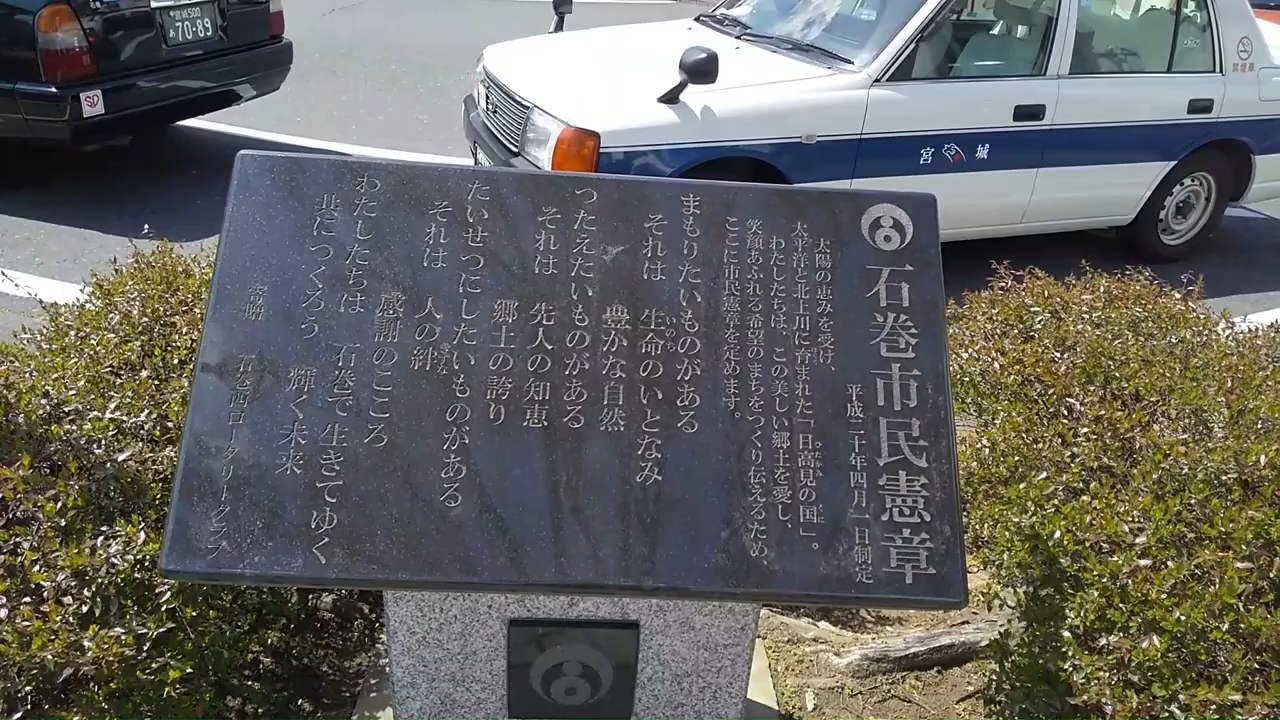 石巻市民憲章
平成二十年四月一日制定
太陽の恵みを受け、
太平洋と北上川に育まれた「日高見の国」。
わたしたちは、この美しい郷土を愛し、
笑顔あふれる希望のまちをつくり伝えるため、
ここに市民憲章を定めます。
まもりたいものがある
それは 生命のいとなみ
豊かな自然
つたえたいものがある
それは 先人の知恵
郷土の誇り
たいせつにしたいものがある
それは 人の絆
感謝のこころ
わたしたちは 石巻で生きてゆく
共につくろう 輝く未来
寄贈 石巻西ロータリークラブ
宮城
宮城 500
あ 70-89
禁煙車